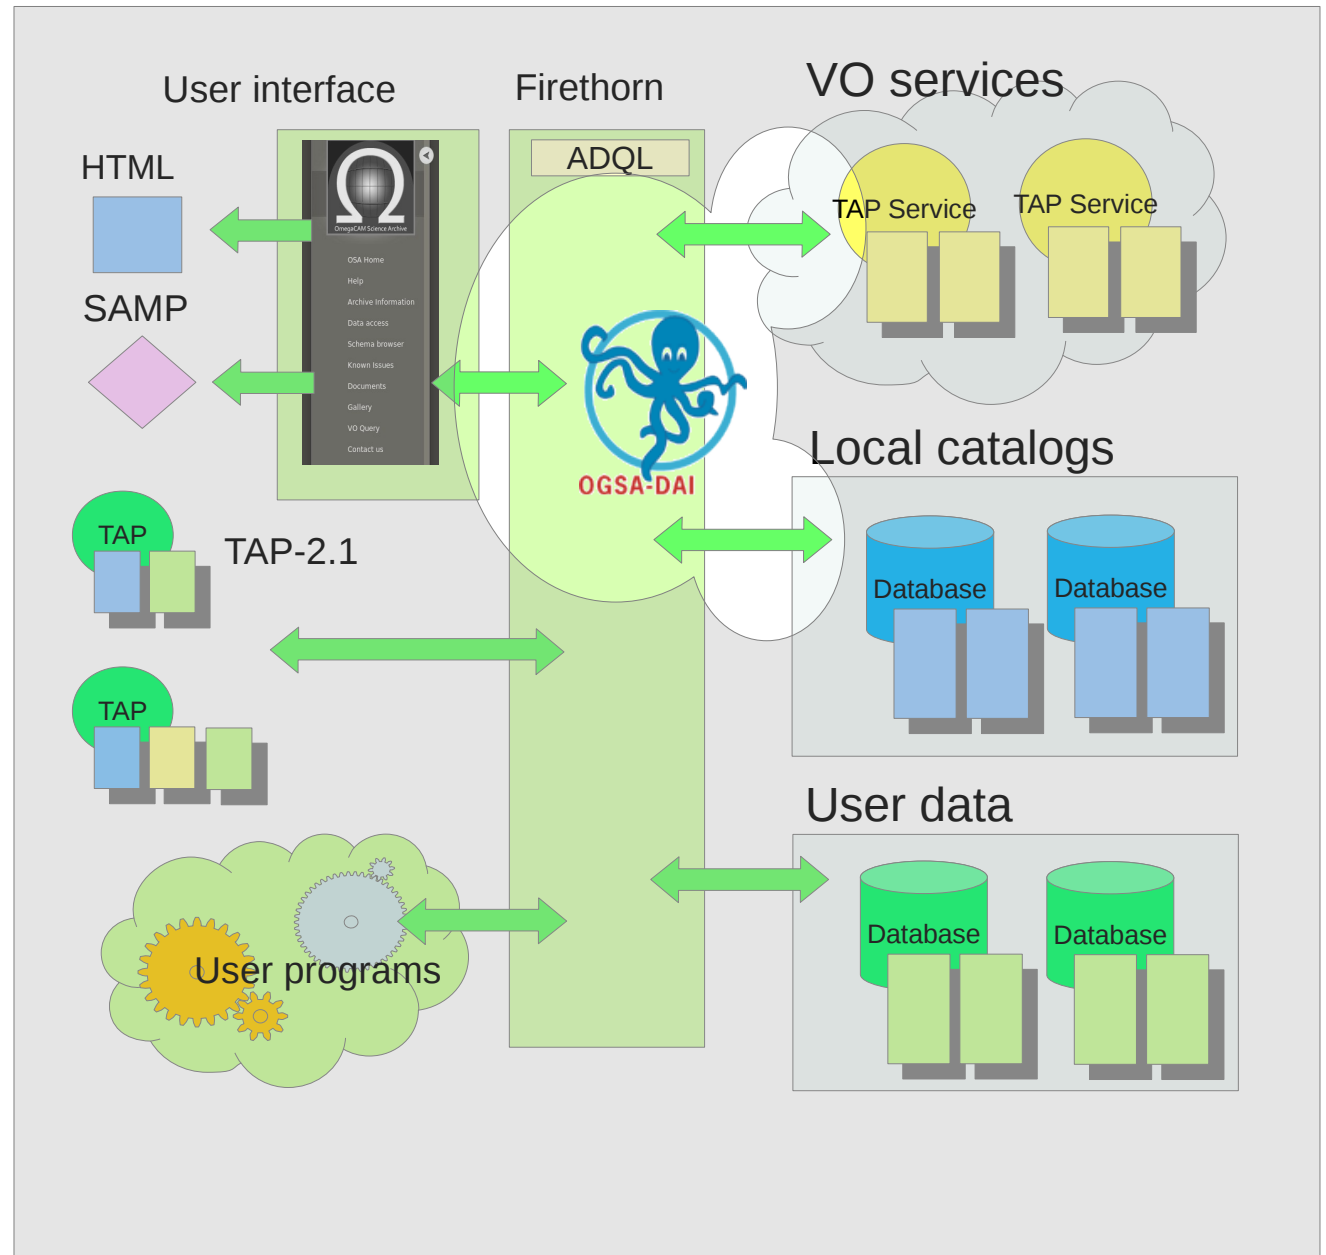 User interface
Firethorn
VO services
HTML
ADQL
OmegaCAM Science Archive
TAP Service
TAP Service
OSA Home
Help
Archive Information
Data access
Schema browser
Known Issues
Documents
Gallery
VO Query
Contact us
SAMP
OGSA-DAI
Local catalogs
TAP
TAP-2.1
Database
Database
TAP
User data
Database
Database
User programs